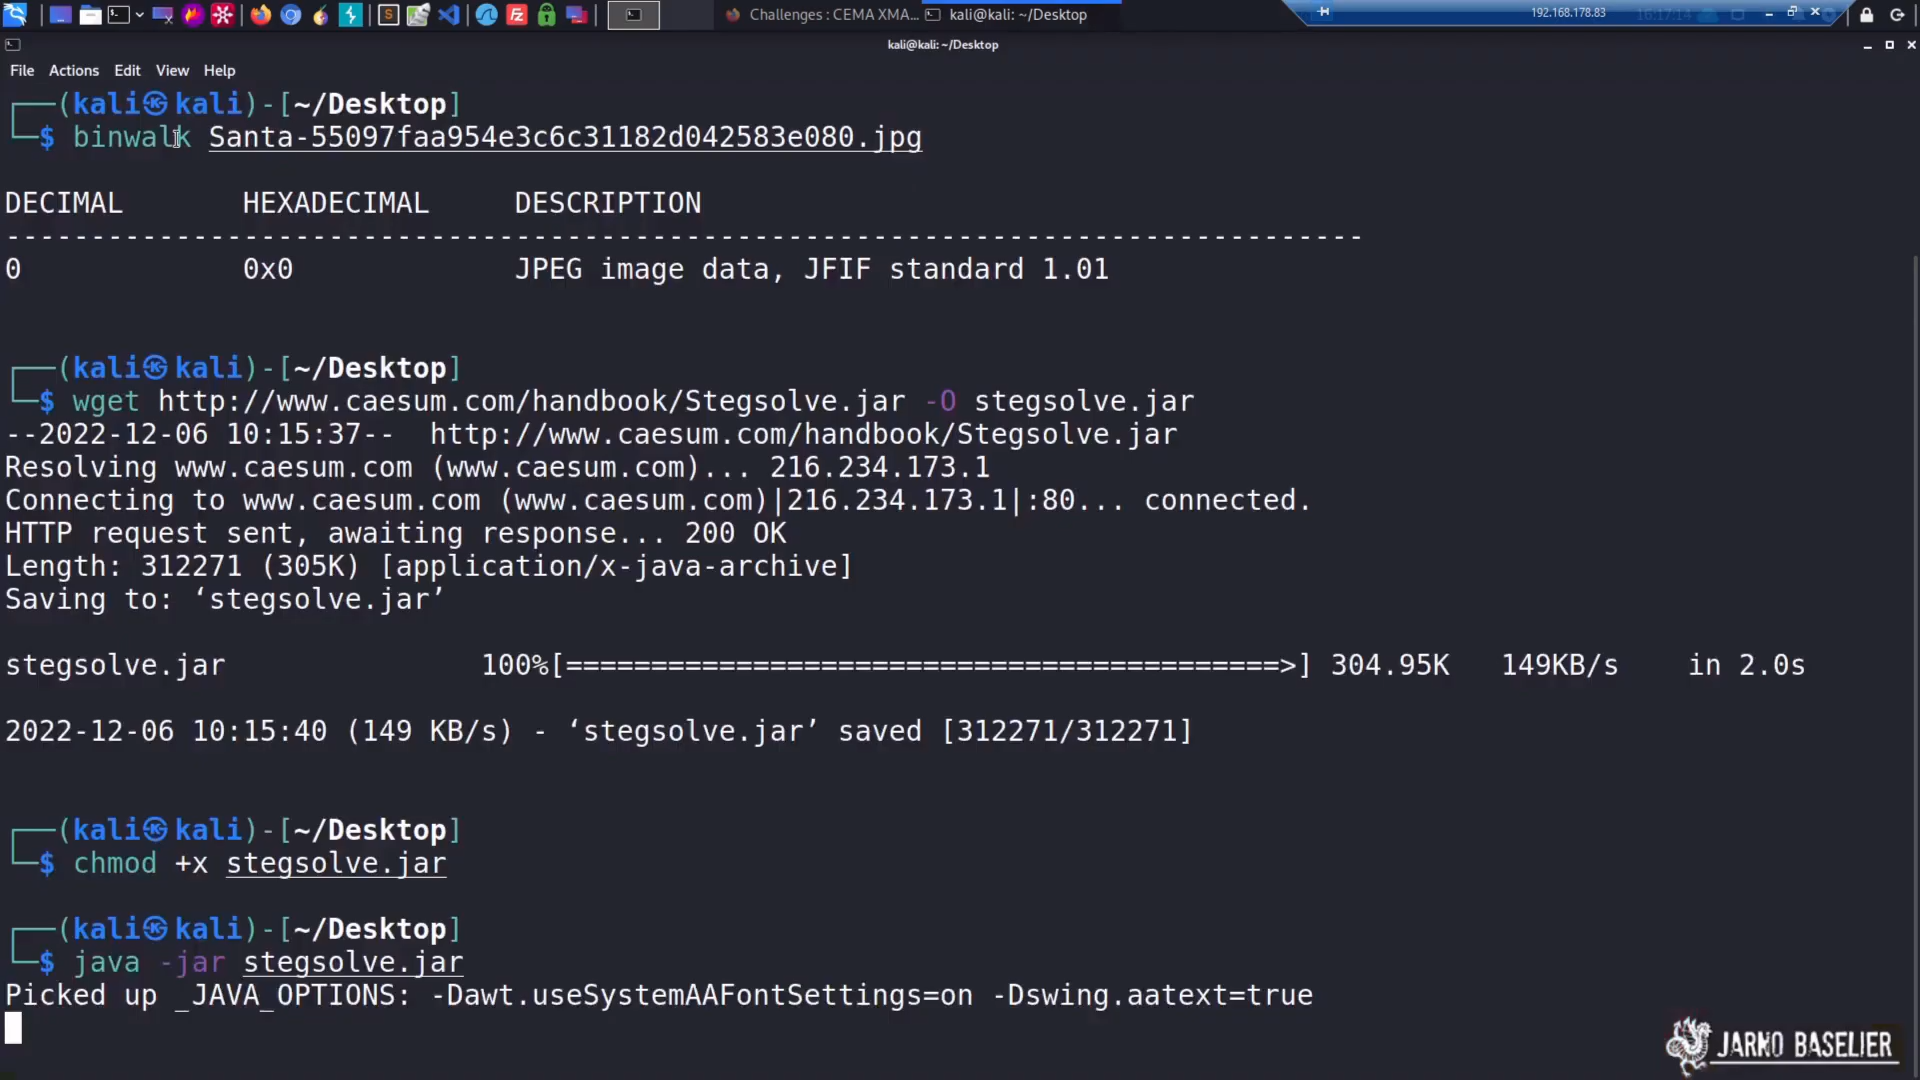 Challenges : CEMA XMA...
kali@kali: ~/Desktop
192.168.178.83
16:17:14
kali@kali: ~/Desktop
File Actions Edit View Help
┌──(kali㉿kali)-[~/Desktop]
└─$ binwalk Santa-55097faa954e3c6c31182d042583e080.jpg
DECIMAL HEXADECIMAL DESCRIPTION
--------------------------------------------------------------------------------
0 0x0 JPEG image data, JFIF standard 1.01
┌──(kali㉿kali)-[~/Desktop]
└─$ wget http://www.caesum.com/handbook/Stegsolve.jar -O stegsolve.jar
--2022-12-06 10:15:37-- http://www.caesum.com/handbook/Stegsolve.jar
Resolving www.caesum.com (www.caesum.com)... 216.234.173.1
Connecting to www.caesum.com (www.caesum.com)|216.234.173.1|:80... connected.
HTTP request sent, awaiting response... 200 OK
Length: 312271 (305K) [application/x-java-archive]
Saving to: ‘stegsolve.jar’
stegsolve.jar 100%[==========================================>] 304.95K 149KB/s in 2.0s
2022-12-06 10:15:40 (149 KB/s) - ‘stegsolve.jar’ saved [312271/312271]
┌──(kali㉿kali)-[~/Desktop]
└─$ chmod +x stegsolve.jar
┌──(kali㉿kali)-[~/Desktop]
└─$ java -jar stegsolve.jar
Picked up _JAVA_OPTIONS: -Dawt.useSystemAAFontSettings=on -Dswing.aatext=true
JARNO BASELIER